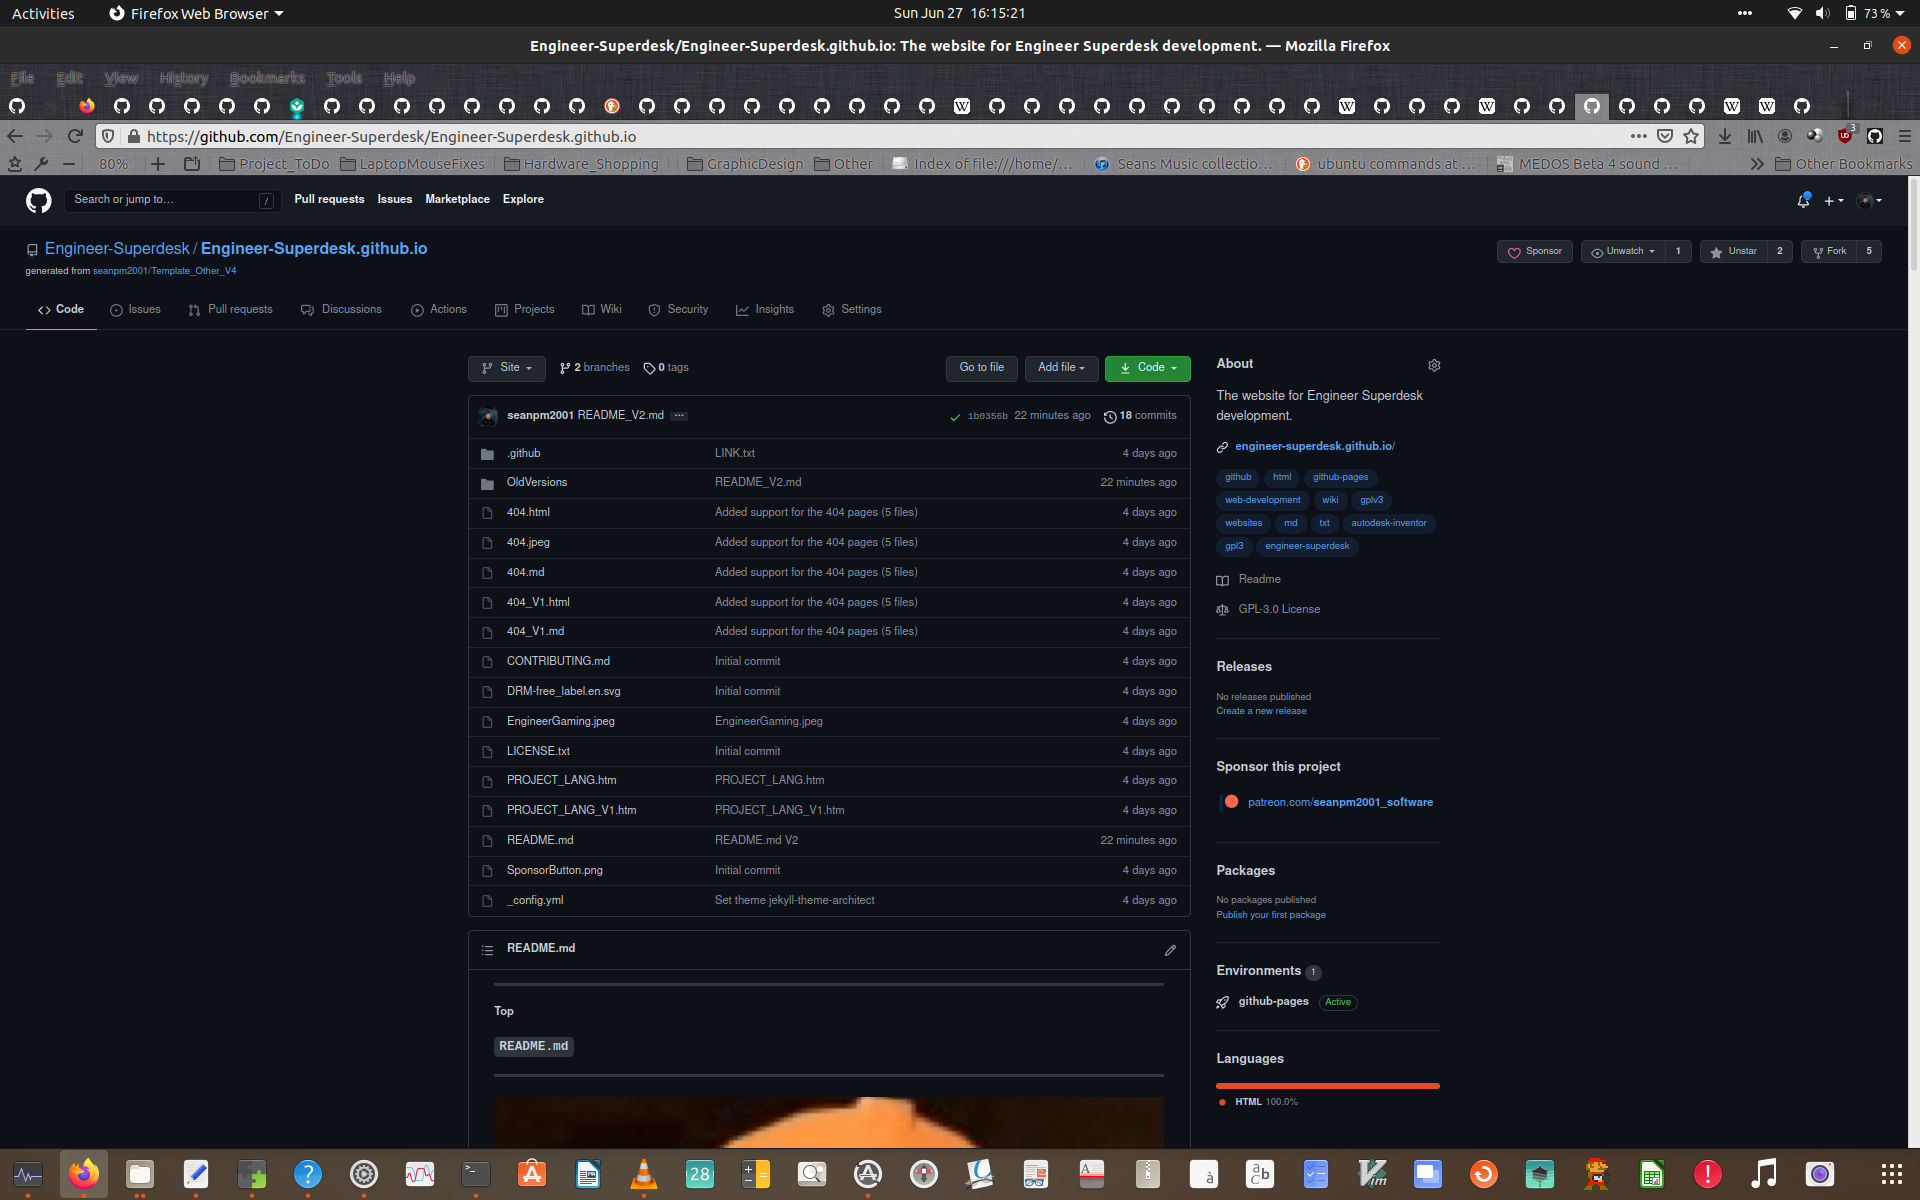 Activities Firefox Web Browser Sun Jun 27 16:15:21 73 %
Engineer-Superdesk/Engineer-Superdesk.github.io: The website for Engineer Superdesk development. — Mozilla Firefox
File Edit View History Bookmarks Tools Help
https://github.com/Engineer-Superdesk/Engineer-Superdesk.github.io 3
80% Project_ToDo LaptopMouseFixes Hardware_Shopping GraphicDesign Other Index of file:///home/... Seans Music collectio... ubuntu commands at ... MEDOS Beta 4 sound ... Other Bookmarks
Search or jump to... / Pull requests Issues Marketplace Explore
Engineer-Superdesk / Engineer-Superdesk.github.io Sponsor Unwatch 1 Unstar 2 Fork 5
generated from seanpm2001/Template_Other_V4
Code Issues Pull requests Discussions Actions Projects Wiki Security Insights Settings
Site 2 branches 0 tags Go to file Add file Code
seanpm2001 README_V2.md ... 1b0356b 22 minutes ago 18 commits
.github LINK.txt 4 days ago
OldVersions README_V2.md 22 minutes ago
404.html Added support for the 404 pages (5 files) 4 days ago
404.jpeg Added support for the 404 pages (5 files) 4 days ago
404.md Added support for the 404 pages (5 files) 4 days ago
404_V1.html Added support for the 404 pages (5 files) 4 days ago
404_V1.md Added support for the 404 pages (5 files) 4 days ago
CONTRIBUTING.md Initial commit 4 days ago
DRM-free_label.en.svg Initial commit 4 days ago
EngineerGaming.jpeg EngineerGaming.jpeg 4 days ago
LICENSE.txt Initial commit 4 days ago
PROJECT_LANG.htm PROJECT_LANG.htm 4 days ago
PROJECT_LANG_V1.htm PROJECT_LANG_V1.htm 4 days ago
README.md README.md V2 22 minutes ago
SponsorButton.png Initial commit 4 days ago
_config.yml Set theme jekyll-theme-architect 4 days ago
README.md
Top
README.md
About
The website for Engineer Superdesk
development.
engineer-superdesk.github.io/
github html github-pages
web-development wiki gplv3
websites md txt autodesk-inventor
gpl3 engineer-superdesk
Readme
GPL-3.0 License
Releases
No releases published
Create a new release
Sponsor this project
patreon.com/seanpm2001_software
Packages
No packages published
Publish your first package
Environments 1
github-pages Active
Languages
HTML 100.0%
28